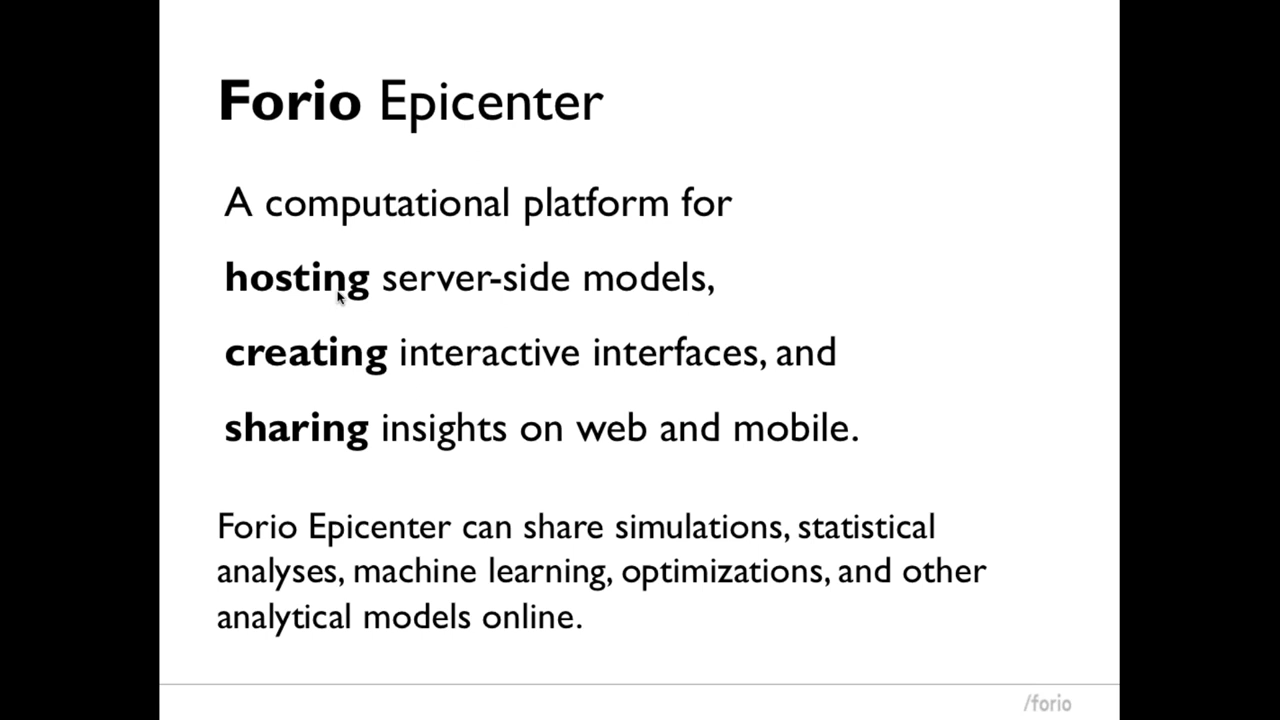 Forio Epicenter
A computational platform for
hosting server-side models,
creating interactive interfaces, and
sharing insights on web and mobile.
Forio Epicenter can share simulations, statistical
analyses, machine learning, optimizations, and other
analytical models online.
/forio